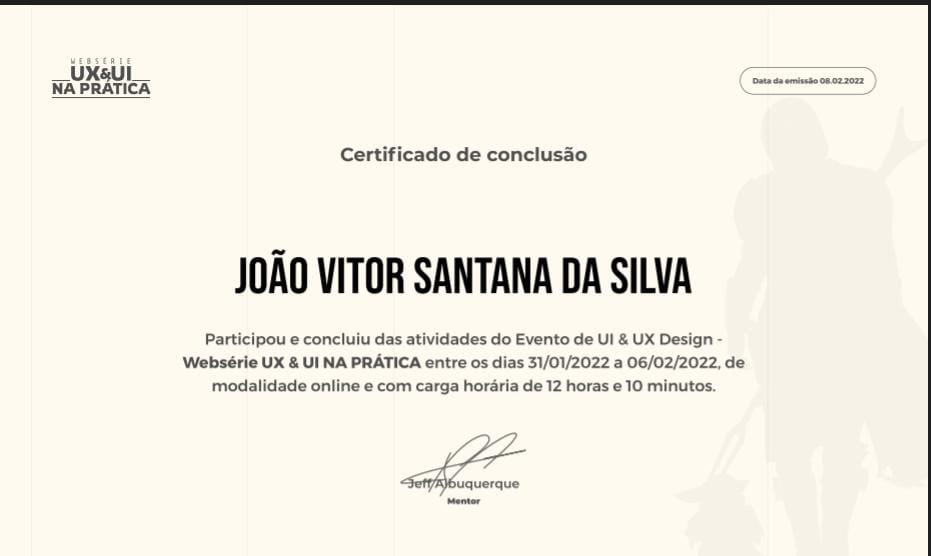 WEBSÉRIE
UX&UI
NA PRÁTICA
Data da emissão 08.02.2022
Certificado de conclusão
JOÃO VITOR SANTANA DA SILVA
Participou e concluiu das atividades do Evento de UI & UX Design -
Websérie UX & UI NA PRÁTICA entre os dias 31/01/2022 a 06/02/2022, de
modalidade online e com carga horária de 12 horas e 10 minutos.
Jeff Albuquerque
Mentor